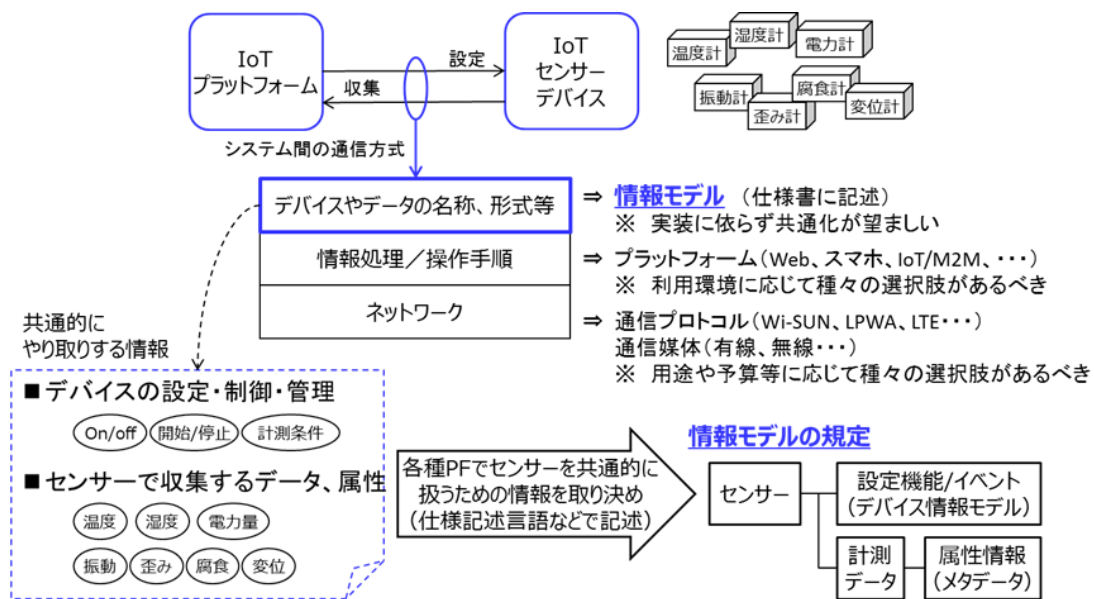 IoT
プラットフォーム
設定
収集
IoT
センサー
デバイス
温度計
湿度計
電力計
振動計
歪み計
腐食計
変位計
システム間の通信方式
デバイスやデータの名称、形式等
⇒ 情報モデル （仕様書に記述）
※ 実装に依らず共通化が望ましい
情報処理／操作手順
⇒ プラットフォーム（Web、スマホ、IoT/M2M、・・・）
※ 利用環境に応じて種々の選択肢があるべき
ネットワーク
⇒ 通信プロトコル（Wi-SUN、LPWA、LTE・・・）
通信媒体（有線、無線・・・）
※ 用途や予算等に応じて種々の選択肢があるべき
共通的に
やり取りする情報
■デバイスの設定・制御・管理
On/off 開始/停止 計測条件
■センサーで収集するデータ、属性
温度 湿度 電力量
振動 歪み 腐食 変位
各種PFでセンサーを共通的に
扱うための情報を取り決め
（仕様記述言語などで記述）
情報モデルの規定
センサー
設定機能/イベント
（デバイス情報モデル）
計測
データ
属性情報
（メタデータ）